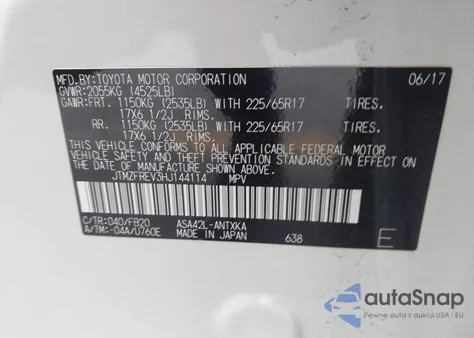 MFD.BY:TOYOTA MOTOR CORPORATION 06/17
GVWR:2055KG (4525LB)
GAWR:FRT. 1150KG (2535LB) WITH 225/65R17 TIRES,
17X6 1/2J RIMS.
RR. 1150KG (2535LB) WITH 225/65R17 TIRES,
17X6 1/2J RIMS.
THIS VEHICLE CONFORMS TO ALL APPLICABLE FEDERAL MOTOR
VEHICLE SAFETY, BUMPER, AND THEFT PREVENTION STANDARDS
IN EFFECT ON THE DATE OF MANUFACTURE SHOWN ABOVE.
JTMZFREV3HJ144114 MPV
C/TR:040/FB20 ASA42L-ANTXKA
A/TM:-04A/U760E MADE IN JAPAN 638 E
autoSnap
Auta z aukcji USA - EU